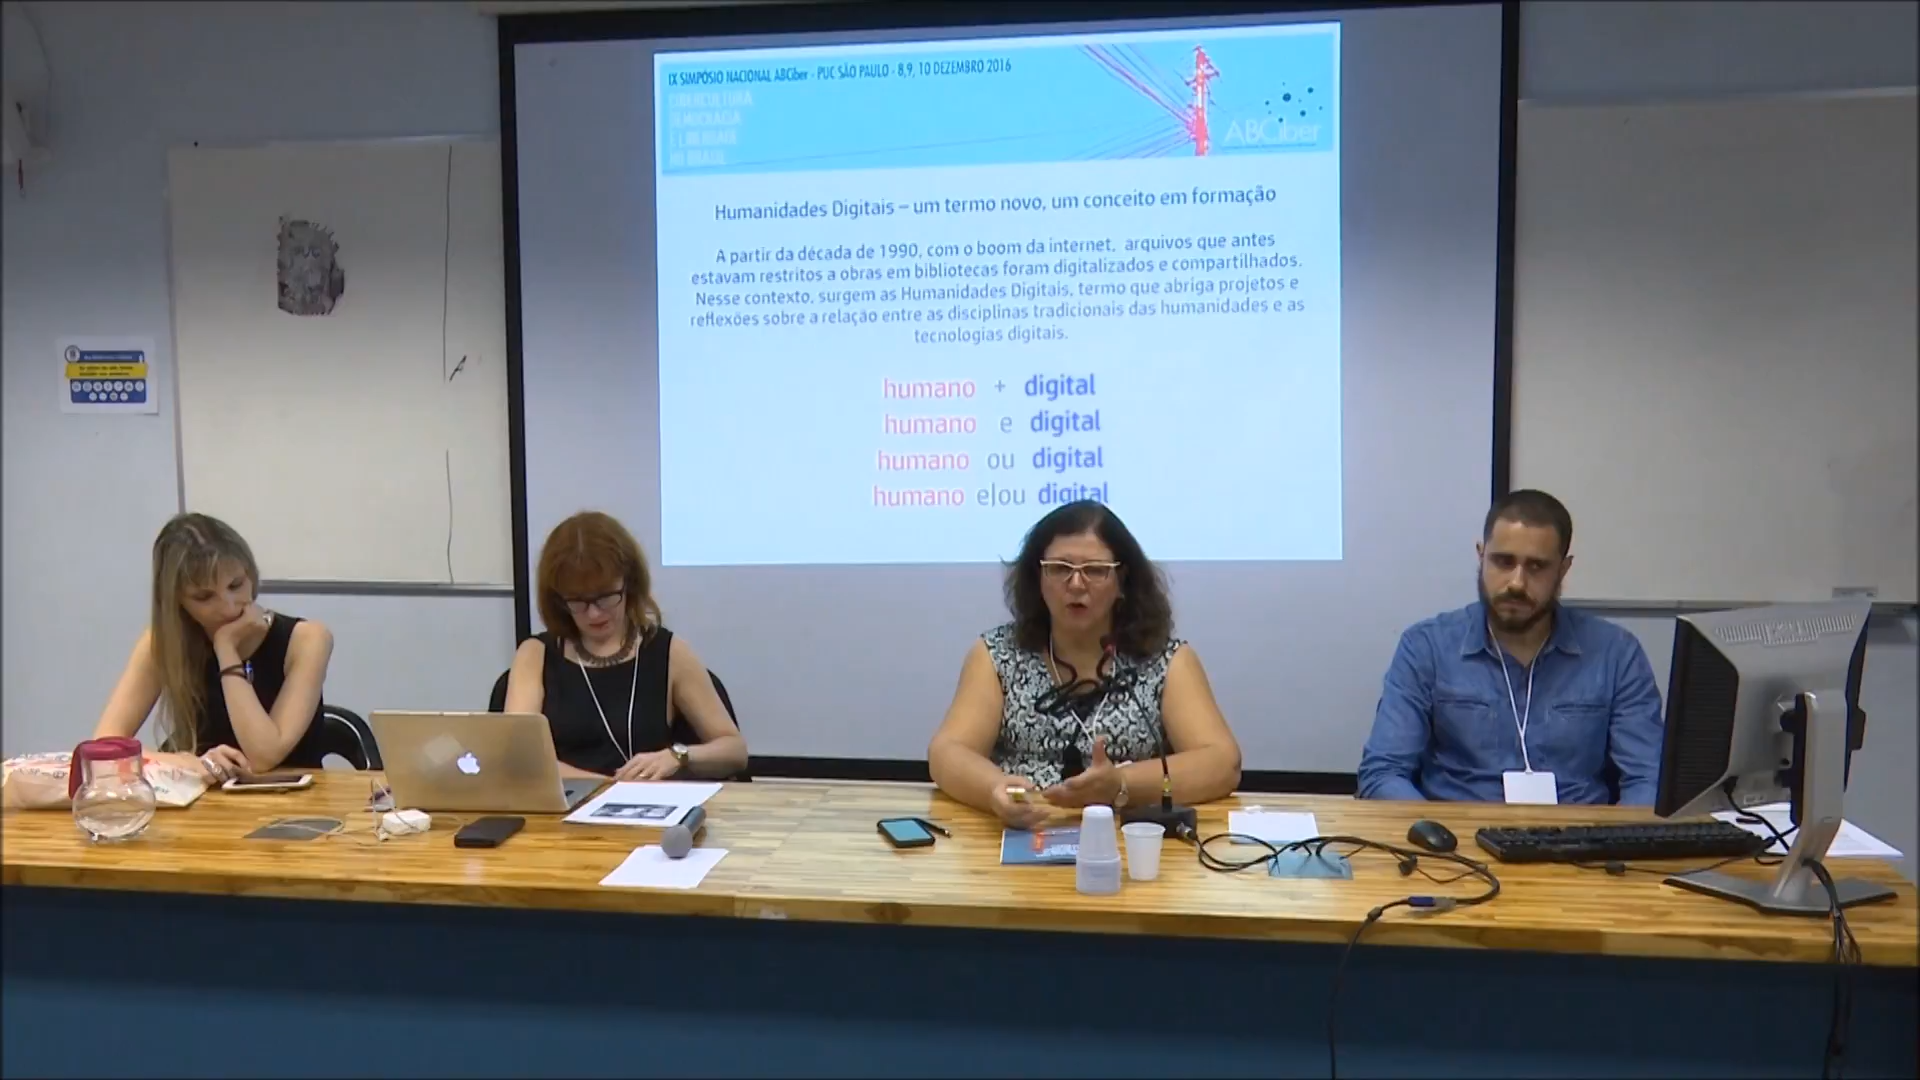 IX SIMPÓSIO NACIONAL ABCiber - PUC SÃO PAULO - 8,9, 10 DEZEMBRO 2016
CIBERCULTURA
DEMOCRACIA
E LIBERDADE
NO BRASIL
ABCiber
Humanidades Digitais – um termo novo, um conceito em formação
A partir da década de 1990, com o boom da internet, arquivos que antes
estavam restritos a obras em bibliotecas foram digitalizados e compartilhados.
Nesse contexto, surgem as Humanidades Digitais, termo que abriga projetos e
reflexões sobre a relação entre as disciplinas tradicionais das humanidades e as
tecnologias digitais.
humano + digital
humano e digital
humano ou digital
humano e|ou digital
PUC